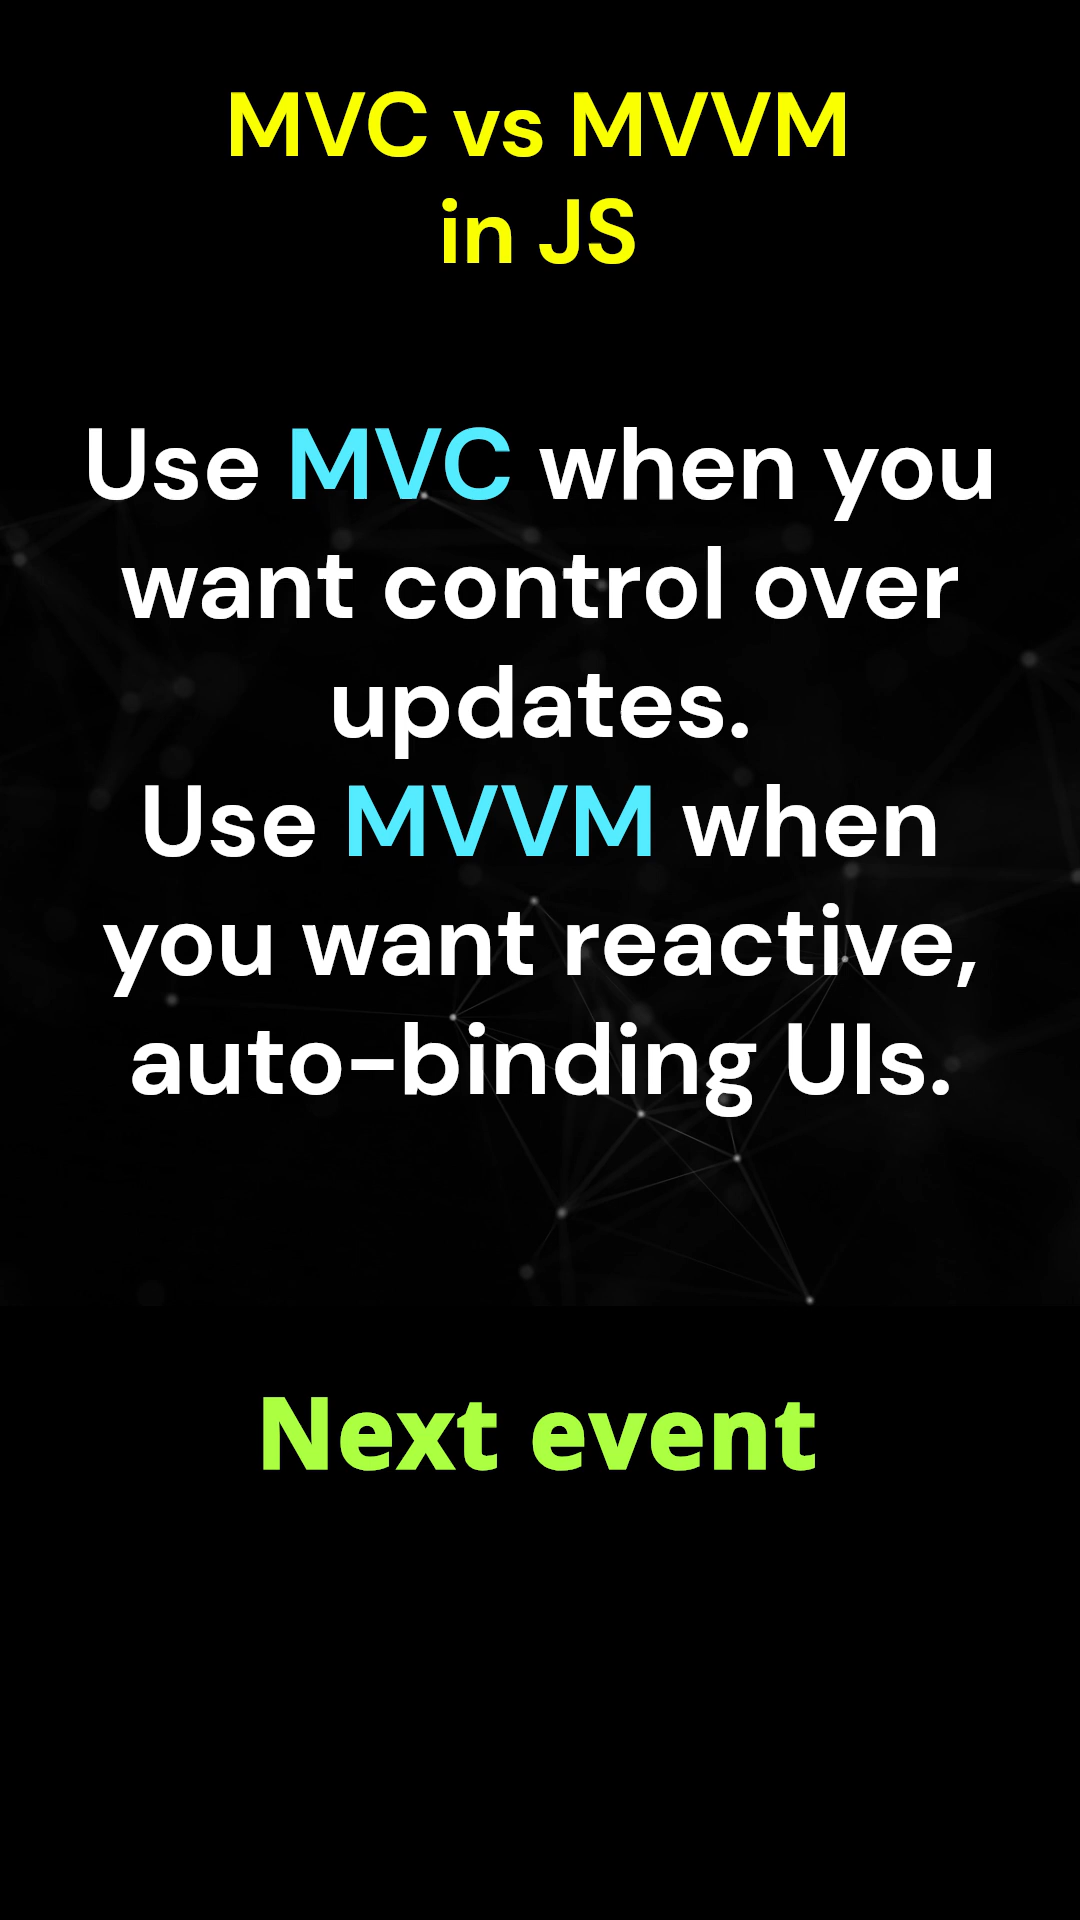 MVC vs MVVM
in JS
Use MVC when you
want control over
updates.
Use MVVM when
you want reactive,
auto-binding UIs.
Next event